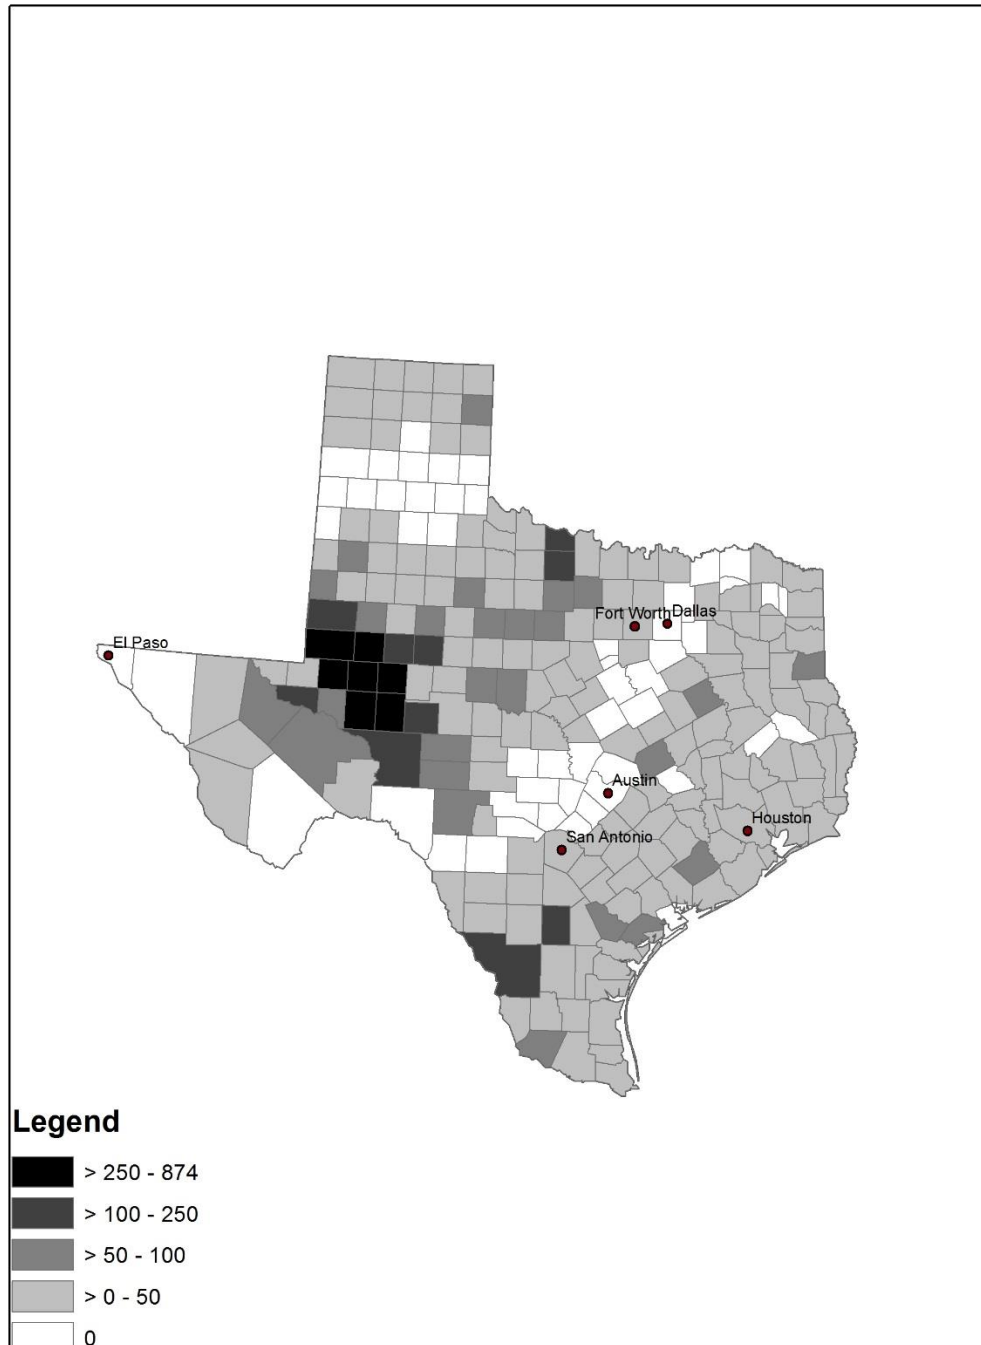 El Paso
Fort Worth
Dallas
Austin
Houston
San Antonio
Legend
> 250 - 874
> 100 - 250
> 50 - 100
> 0 - 50
0